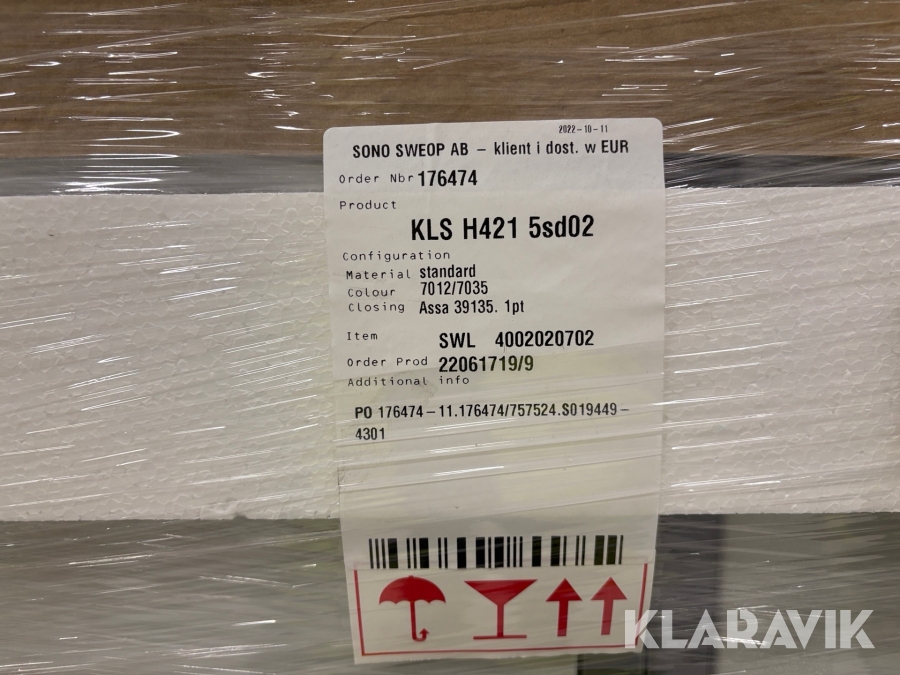 2022-10-11
SONO SWEOP AB - klient i dost. w EUR
Order Nbr 176474
Product
KLS H421 5sd02
Configuration
Material standard
Colour 7012/7035
Closing Assa 39135. 1pt
Item SWL 4002020702
Order Prod 22061719/9
Additional info
PO 176474-11.176474/757524.S019449-
4301
KLARAVIK